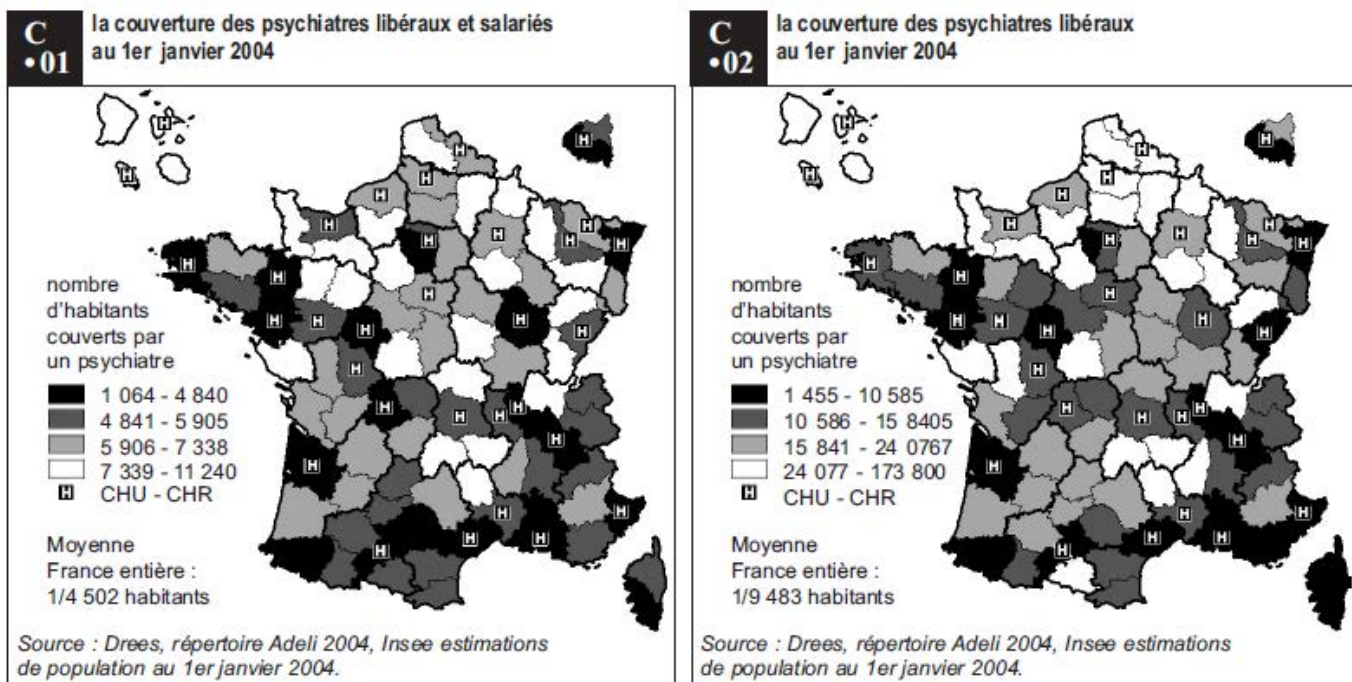 C
•01
la couverture des psychiatres libéraux et salariés
au 1er janvier 2004
nombre
d'habitants
couverts par
un psychiatre
1 064 - 4 840
4 841 - 5 905
5 906 - 7 338
7 339 - 11 240
H CHU - CHR
Moyenne
France entière :
1/4 502 habitants
Source : Drees, répertoire Adeli 2004, Insee estimations
de population au 1er janvier 2004.
C
•02
la couverture des psychiatres libéraux
au 1er janvier 2004
nombre
d'habitants
couverts par
un psychiatre
1 455 - 10 585
10 586 - 15 8405
15 841 - 24 0767
24 077 - 173 800
H CHU - CHR
Moyenne
France entière :
1/9 483 habitants
Source : Drees, répertoire Adeli 2004, Insee estimations
de population au 1er janvier 2004.